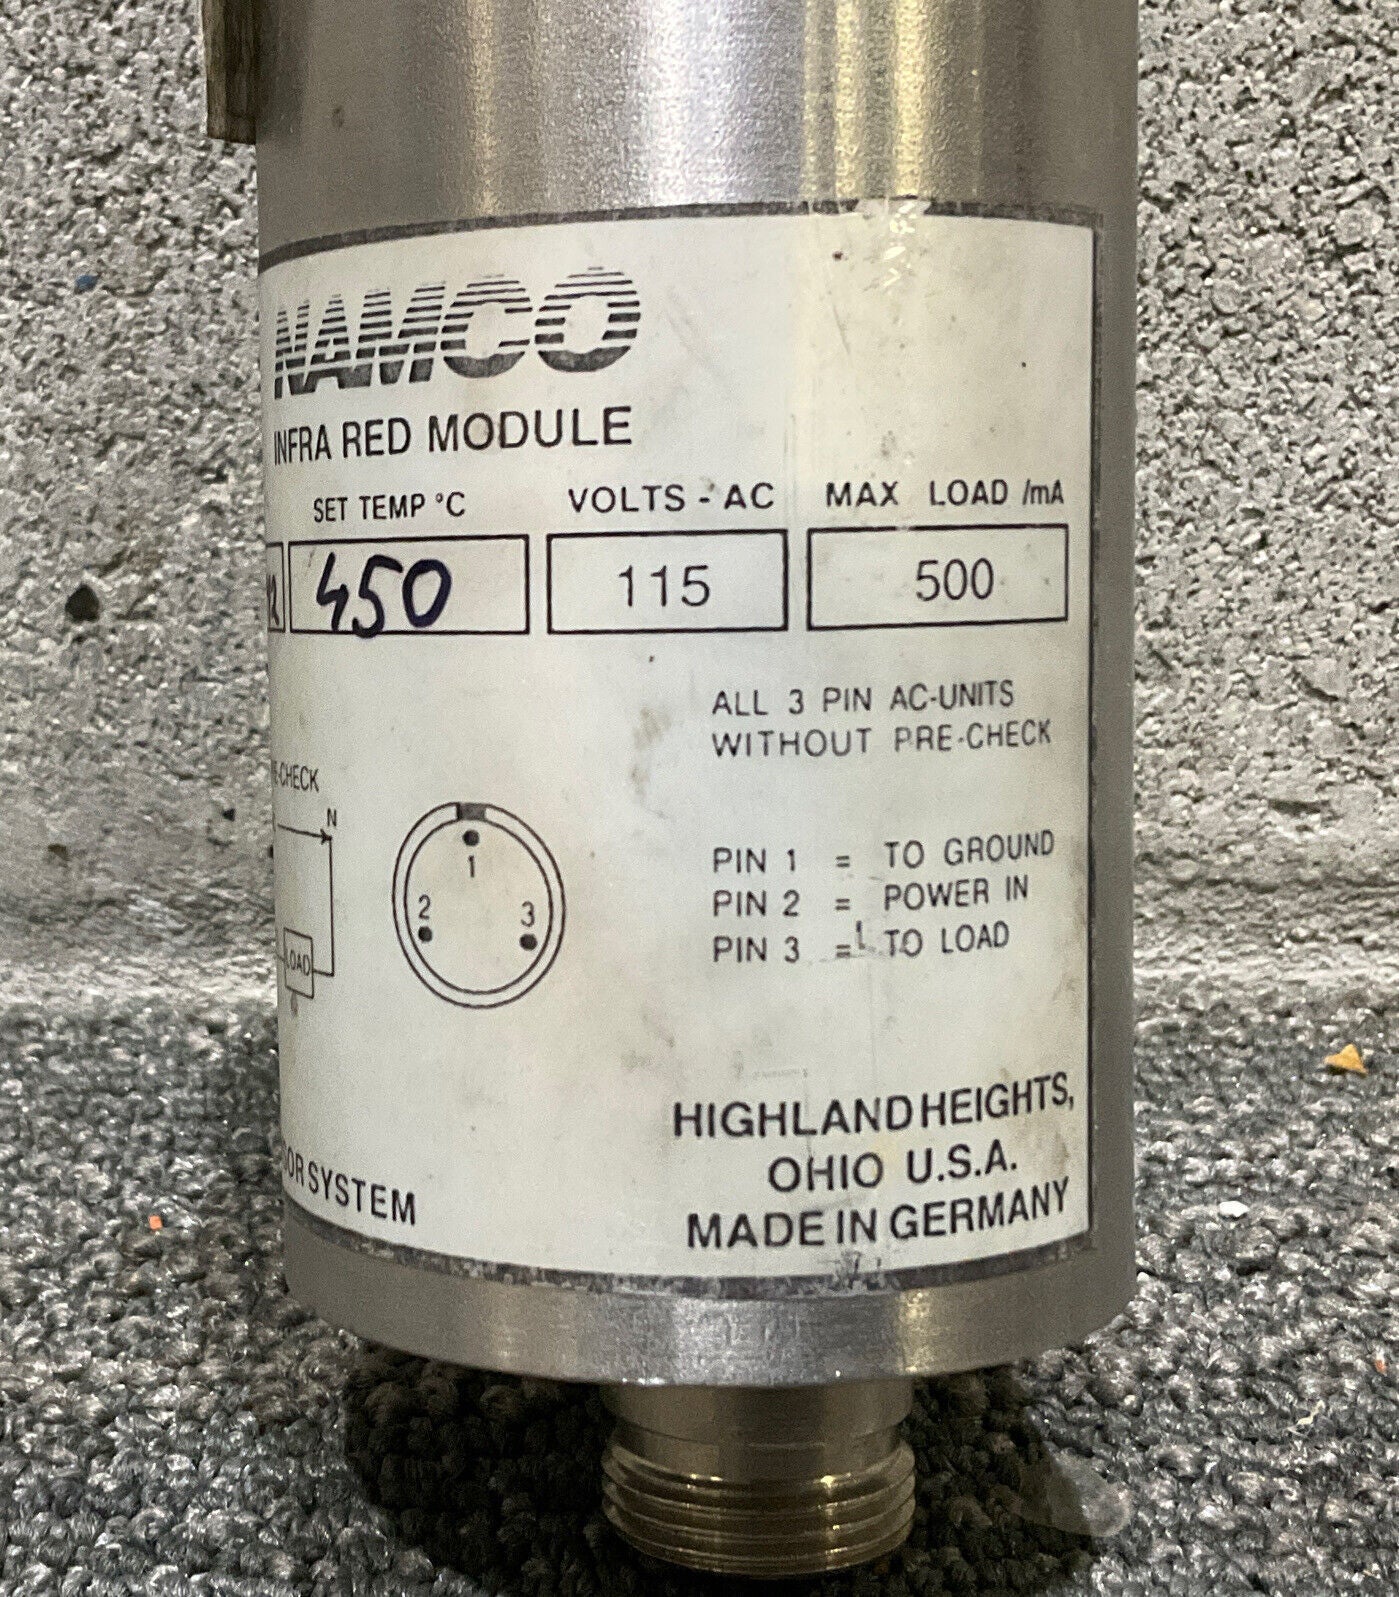 NAMCO
INFRA RED MODULE
SET TEMP °C VOLTS - AC MAX LOAD /mA
450 115 500
ALL 3 PIN AC-UNITS
WITHOUT PRE-CHECK
-CHECK
N
1
2 3
LOAD
PIN 1 = TO GROUND
PIN 2 = POWER IN
PIN 3 = TO LOAD
HIGHLAND HEIGHTS,
OHIO U.S.A.
SYSTEM
MADE IN GERMANY